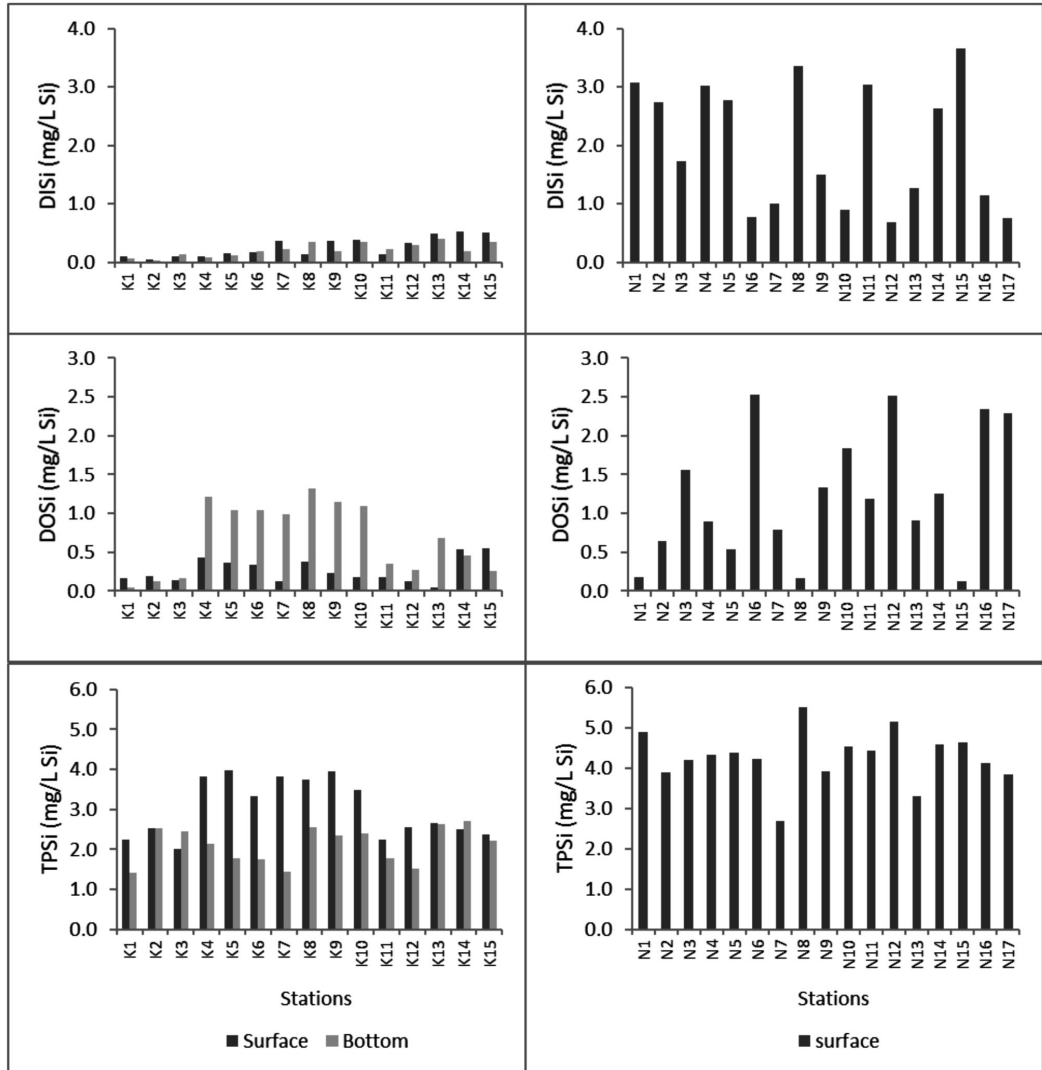 DISi (mg/L Si)
4.0
3.0
2.0
1.0
0.0
K1 K2 K3 K4 K5 K6 K7 K8 K9 K10 K11 K12 K13 K14 K15
DISi (mg/L Si)
4.0
3.0
2.0
1.0
0.0
N1 N2 N3 N4 N5 N6 N7 N8 N9 N10 N11 N12 N13 N14 N15 N16 N17
DOSi (mg/L Si)
3.0
2.5
2.0
1.5
1.0
0.5
0.0
K1 K2 K3 K4 K5 K6 K7 K8 K9 K10 K11 K12 K13 K14 K15
DOSi (mg/L Si)
3.0
2.5
2.0
1.5
1.0
0.5
0.0
N1 N2 N3 N4 N5 N6 N7 N8 N9 N10 N11 N12 N13 N14 N15 N16 N17
TPSi (mg/L Si)
6.0
5.0
4.0
3.0
2.0
1.0
0.0
K1 K2 K3 K4 K5 K6 K7 K8 K9 K10 K11 K12 K13 K14 K15
Stations
Surface Bottom
TPSi (mg/L Si)
6.0
5.0
4.0
3.0
2.0
1.0
0.0
N1 N2 N3 N4 N5 N6 N7 N8 N9 N10 N11 N12 N13 N14 N15 N16 N17
Stations
surface